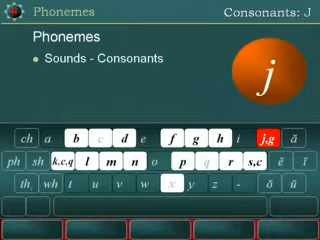 Phonemes
Consonants: J
Phonemes
Sounds - Consonants
j
ch a b c d e f g h i j,g ă
ph sh k,c,q l m n o p q r s,c ĕ ĭ
th, wh t u v w x y z - ŏ ŭ